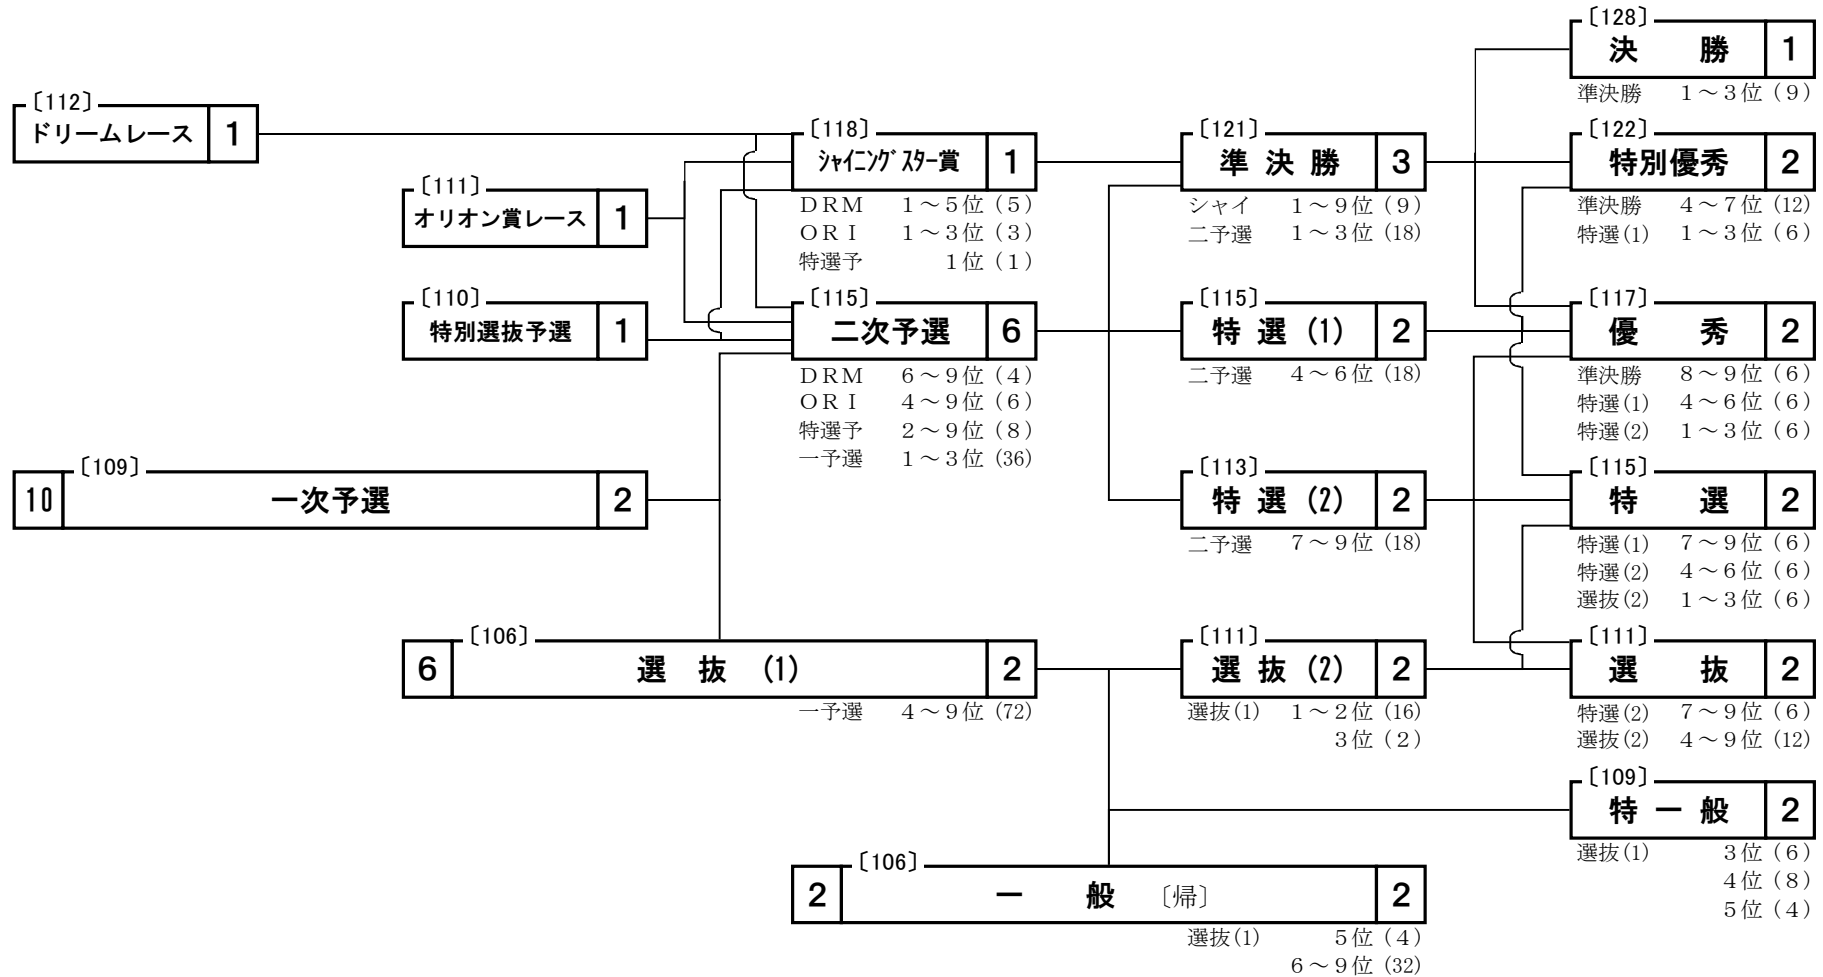 〔112〕
ドリームレース 1
〔111〕
オリオン賞レース 1
〔110〕
特別選抜予選 1
〔109〕
10 一次予選 2
〔118〕
シャイニングスター賞 1
DRM 1～5位(5)
ORI 1～3位(3)
特選予 1位(1)
〔115〕
二次予選 6
DRM 6～9位(4)
ORI 4～9位(6)
特選予 2～9位(8)
一予選 1～3位(36)
〔106〕
6 選抜(1) 2
一予選 4～9位(72)
〔106〕
2 一般 〔帰〕 2
選抜(1) 5位(4)
6～9位(32)
〔121〕
準決勝 3
シャイ 1～9位(9)
二予選 1～3位(18)
〔115〕
特選(1) 2
二予選 4～6位(18)
〔113〕
特選(2) 2
二予選 7～9位(18)
〔111〕
選抜(2) 2
選抜(1) 1～2位(16)
3位(2)
〔128〕
決勝 1
準決勝 1～3位(9)
〔122〕
特別優秀 2
準決勝 4～7位(12)
特選(1) 1～3位(6)
〔117〕
優秀 2
準決勝 8～9位(6)
特選(1) 4～6位(6)
特選(2) 1～3位(6)
〔115〕
特選 2
特選(1) 7～9位(6)
特選(2) 4～6位(6)
選抜(2) 1～3位(6)
〔111〕
選抜 2
特選(2) 7～9位(6)
選抜(2) 4～9位(12)
〔109〕
特一般 2
選抜(1) 3位(6)
4位(8)
5位(4)